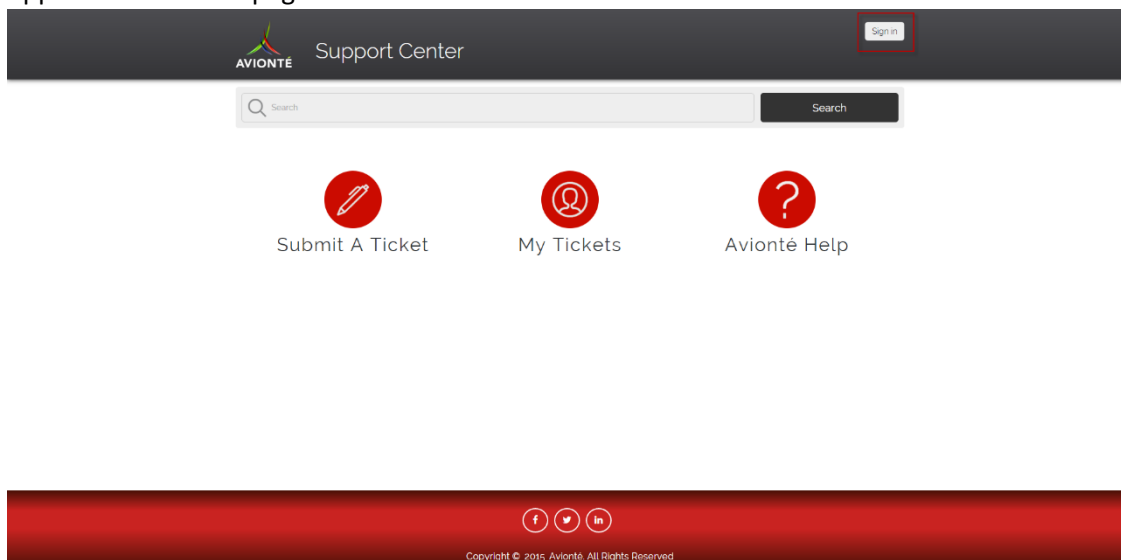 Sign in
AVIONTÉ
Support Center
Search
Search
Submit A Ticket
My Tickets
Avionté Help
f
in
Copyright © 2015 Avionté. All Rights Reserved